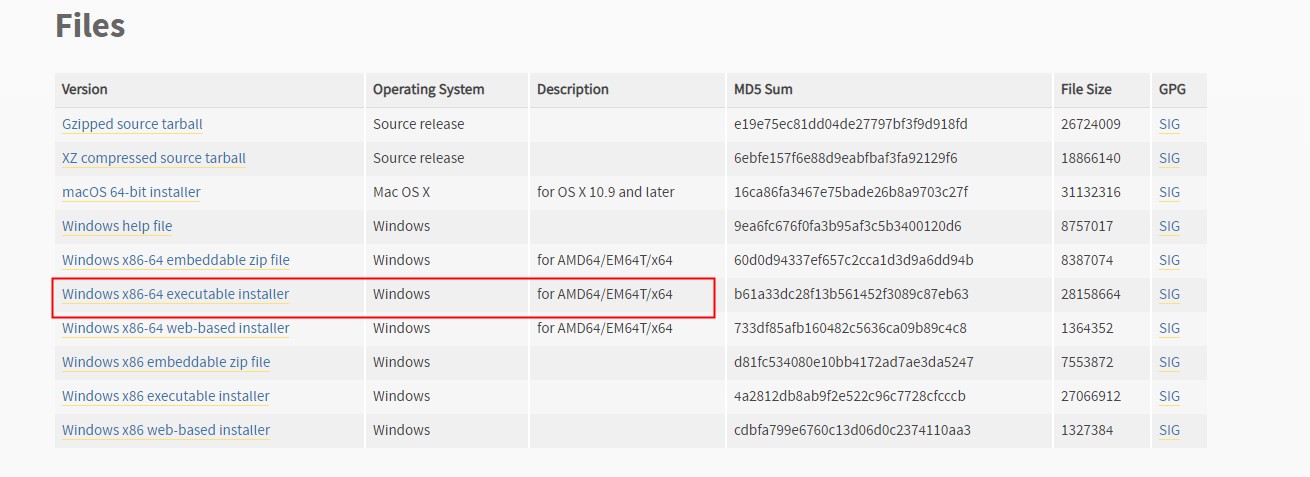 Files
Version Operating System Description MD5 Sum File Size GPG
Gzipped source tarball Source release e19e75ec81dd04de27797bf3f9d918fd 26724009 SIG
XZ compressed source tarball Source release 6ebfe157f6e88d9eabfbaf3fa92129f6 18866140 SIG
macOS 64-bit installer Mac OS X for OS X 10.9 and later 16ca86fa3467e75bade26b8a9703c27f 31132316 SIG
Windows help file Windows 9ea6fc676f0fa3b95af3c5b3400120d6 8757017 SIG
Windows x86-64 embeddable zip file Windows for AMD64/EM64T/x64 60d0d94337ef657c2cca1d3d9a6dd94b 8387074 SIG
Windows x86-64 executable installer Windows for AMD64/EM64T/x64 b61a33dc28f13b561452f3089c87eb63 28158664 SIG
Windows x86-64 web-based installer Windows for AMD64/EM64T/x64 733df85afb160482c5636ca09b89c4c8 1364352 SIG
Windows x86 embeddable zip file Windows d81fc534080e10bb4172ad7ae3da5247 7553872 SIG
Windows x86 executable installer Windows 4a2812db8ab9f2e522c96c7728cfcccb 27066912 SIG
Windows x86 web-based installer Windows cdbfa799e6760c13d06d0c2374110aa3 1327384 SIG